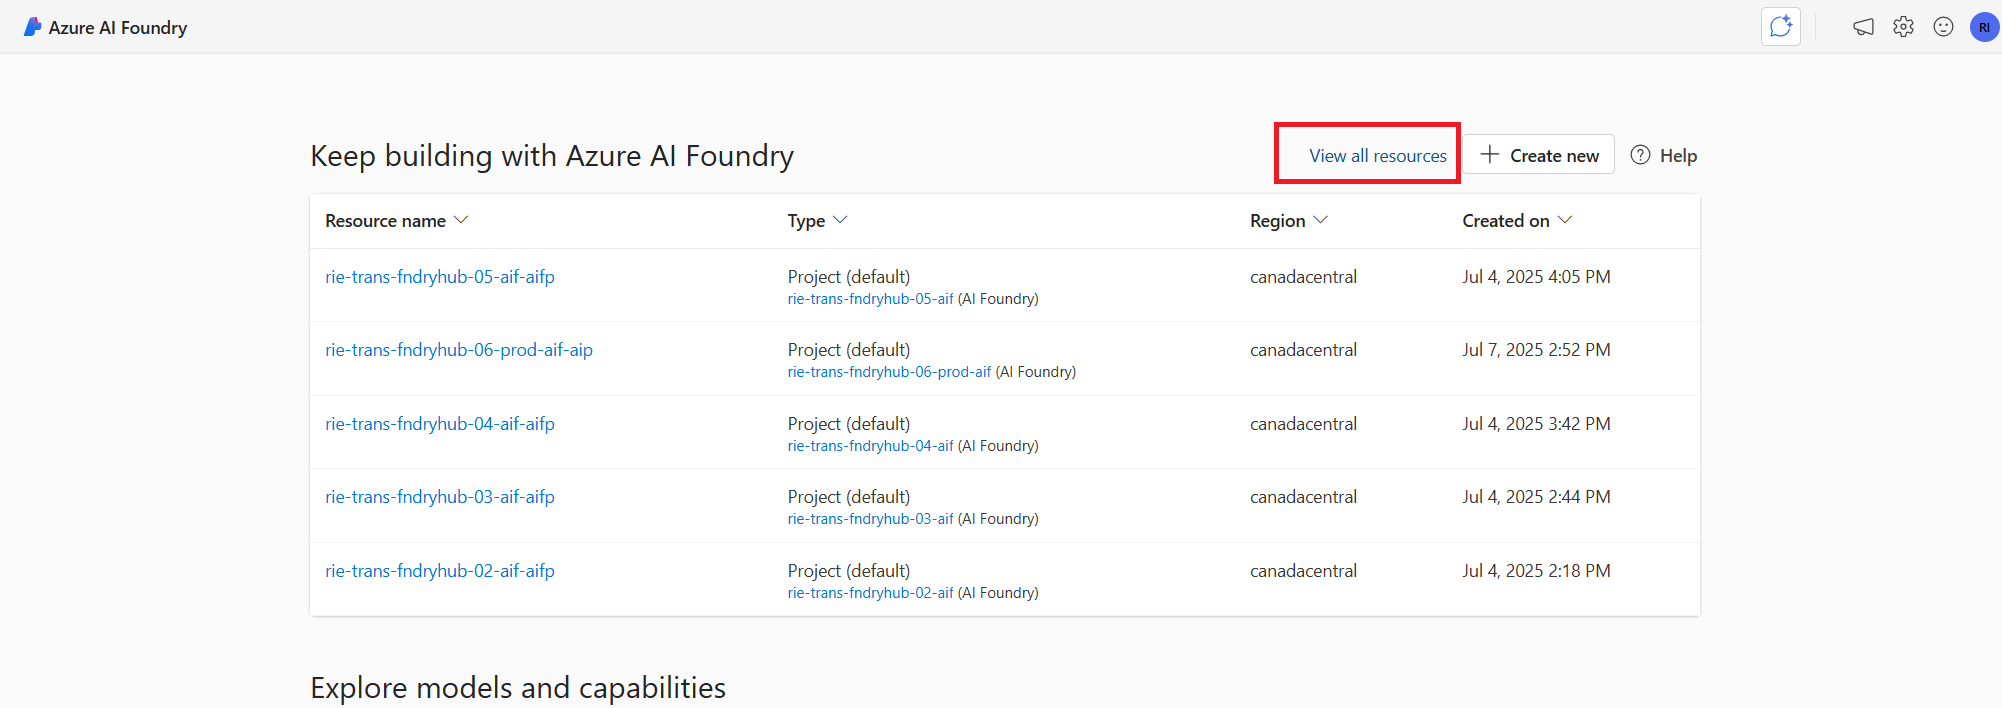 Azure AI Foundry
RI
Keep building with Azure AI Foundry
View all resources
Create new
Help
Resource name
Type
Region
Created on
rie-trans-fndryhub-05-aif-aifp
Project (default)
canadacentral
Jul 4, 2025 4:05 PM
rie-trans-fndryhub-05-aif (AI Foundry)
rie-trans-fndryhub-06-prod-aif-aip
Project (default)
canadacentral
Jul 7, 2025 2:52 PM
rie-trans-fndryhub-06-prod-aif (AI Foundry)
rie-trans-fndryhub-04-aif-aifp
Project (default)
canadacentral
Jul 4, 2025 3:42 PM
rie-trans-fndryhub-04-aif (AI Foundry)
rie-trans-fndryhub-03-aif-aifp
Project (default)
canadacentral
Jul 4, 2025 2:44 PM
rie-trans-fndryhub-03-aif (AI Foundry)
rie-trans-fndryhub-02-aif-aifp
Project (default)
canadacentral
Jul 4, 2025 2:18 PM
rie-trans-fndryhub-02-aif (AI Foundry)
Explore models and capabilities